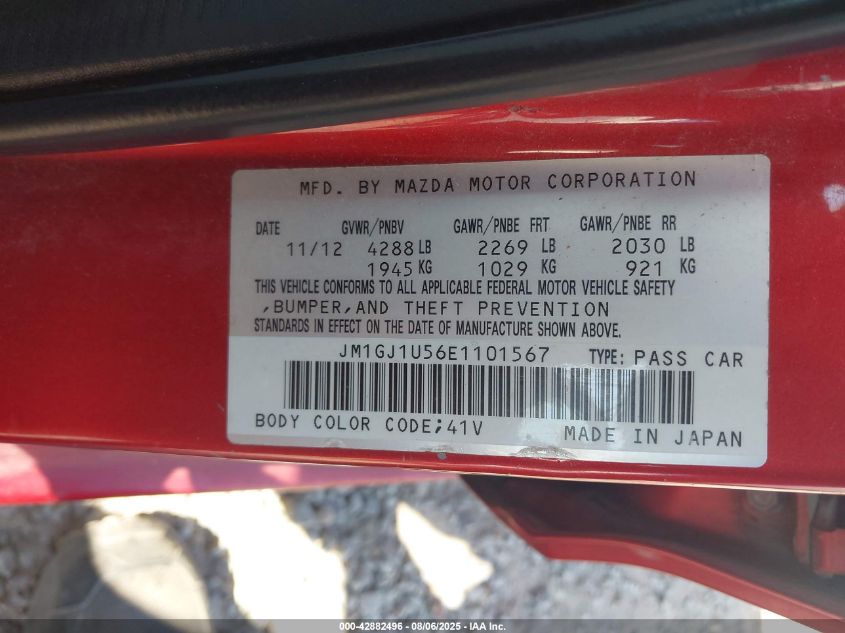 MFD. BY MAZDA MOTOR CORPORATION
DATE GVWR/PNBV GAWR/PNBE FRT GAWR/PNBE RR
11/12 4288 LB 2269 LB 2030 LB
1945 KG 1029 KG 921 KG
THIS VEHICLE CONFORMS TO ALL APPLICABLE FEDERAL MOTOR VEHICLE SAFETY
,BUMPER,AND THEFT PREVENTION
STANDARDS IN EFFECT ON THE DATE OF MANUFACTURE SHOWN ABOVE.
JM1GJ1U56E1101567 TYPE: PASS CAR
BODY COLOR CODE;41V MADE IN JAPAN
000-42882496 - 08/06/2025 - IAA Inc.